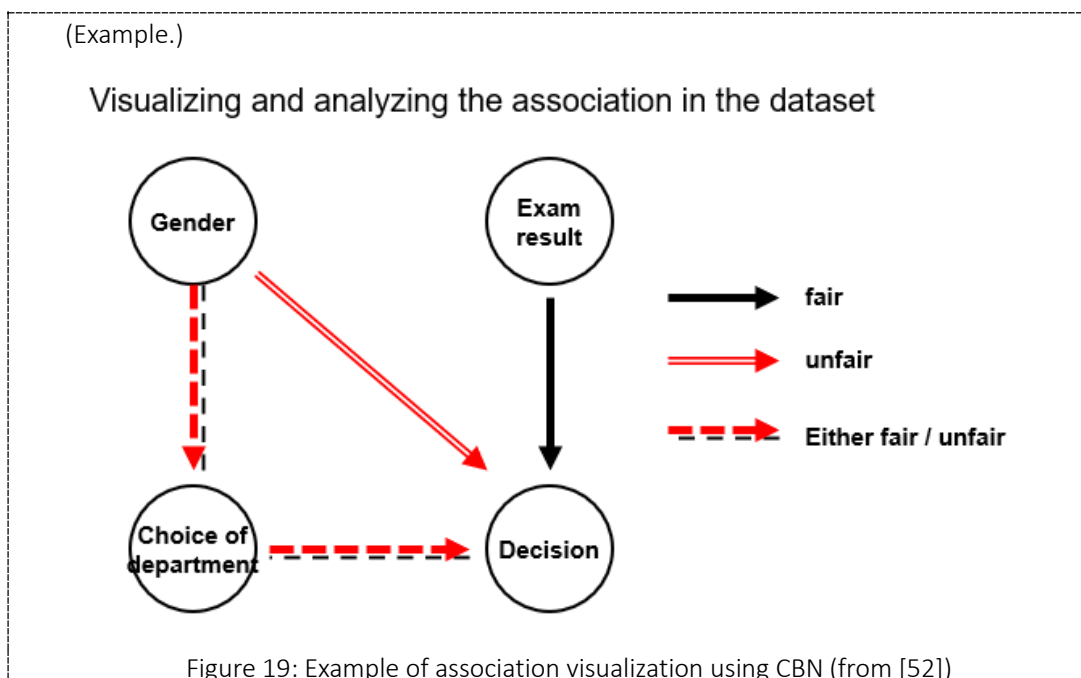 (Example.)
Visualizing and analyzing the association in the dataset
Gender
Exam
result
fair
unfair
Either fair / unfair
Choice of
department
Decision
Figure 19: Example of association visualization using CBN (from [52])